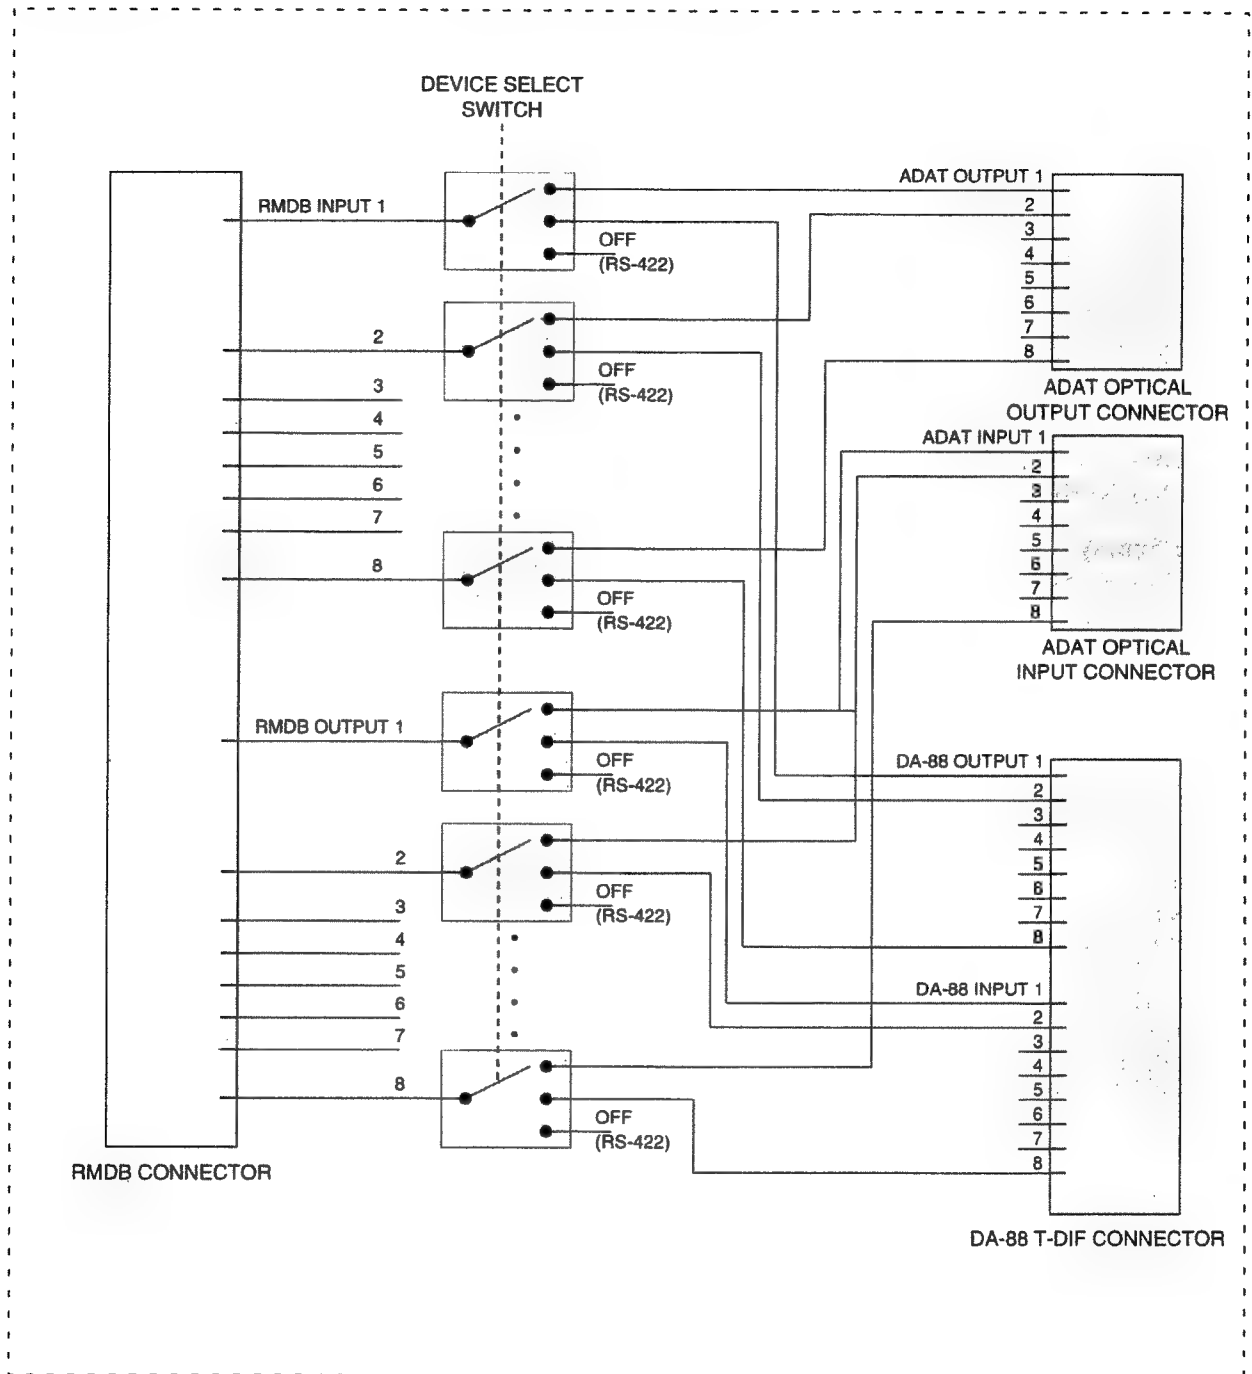 DEVICE SELECT
SWITCH
RMDB INPUT 1
2
3
4
5
6
7
8
OFF
(RS-422)
OFF
(RS-422)
OFF
(RS-422)
RMDB OUTPUT 1
2
3
4
5
6
7
8
OFF
(RS-422)
OFF
(RS-422)
OFF
(RS-422)
RMDB CONNECTOR
ADAT OUTPUT 1
2
3
4
5
6
7
8
ADAT OPTICAL
OUTPUT CONNECTOR
ADAT INPUT 1
2
3
4
5
6
7
8
ADAT OPTICAL
INPUT CONNECTOR
DA-88 OUTPUT 1
2
3
4
5
6
7
8
DA-88 INPUT 1
2
3
4
5
6
7
8
DA-88 T-DIF CONNECTOR